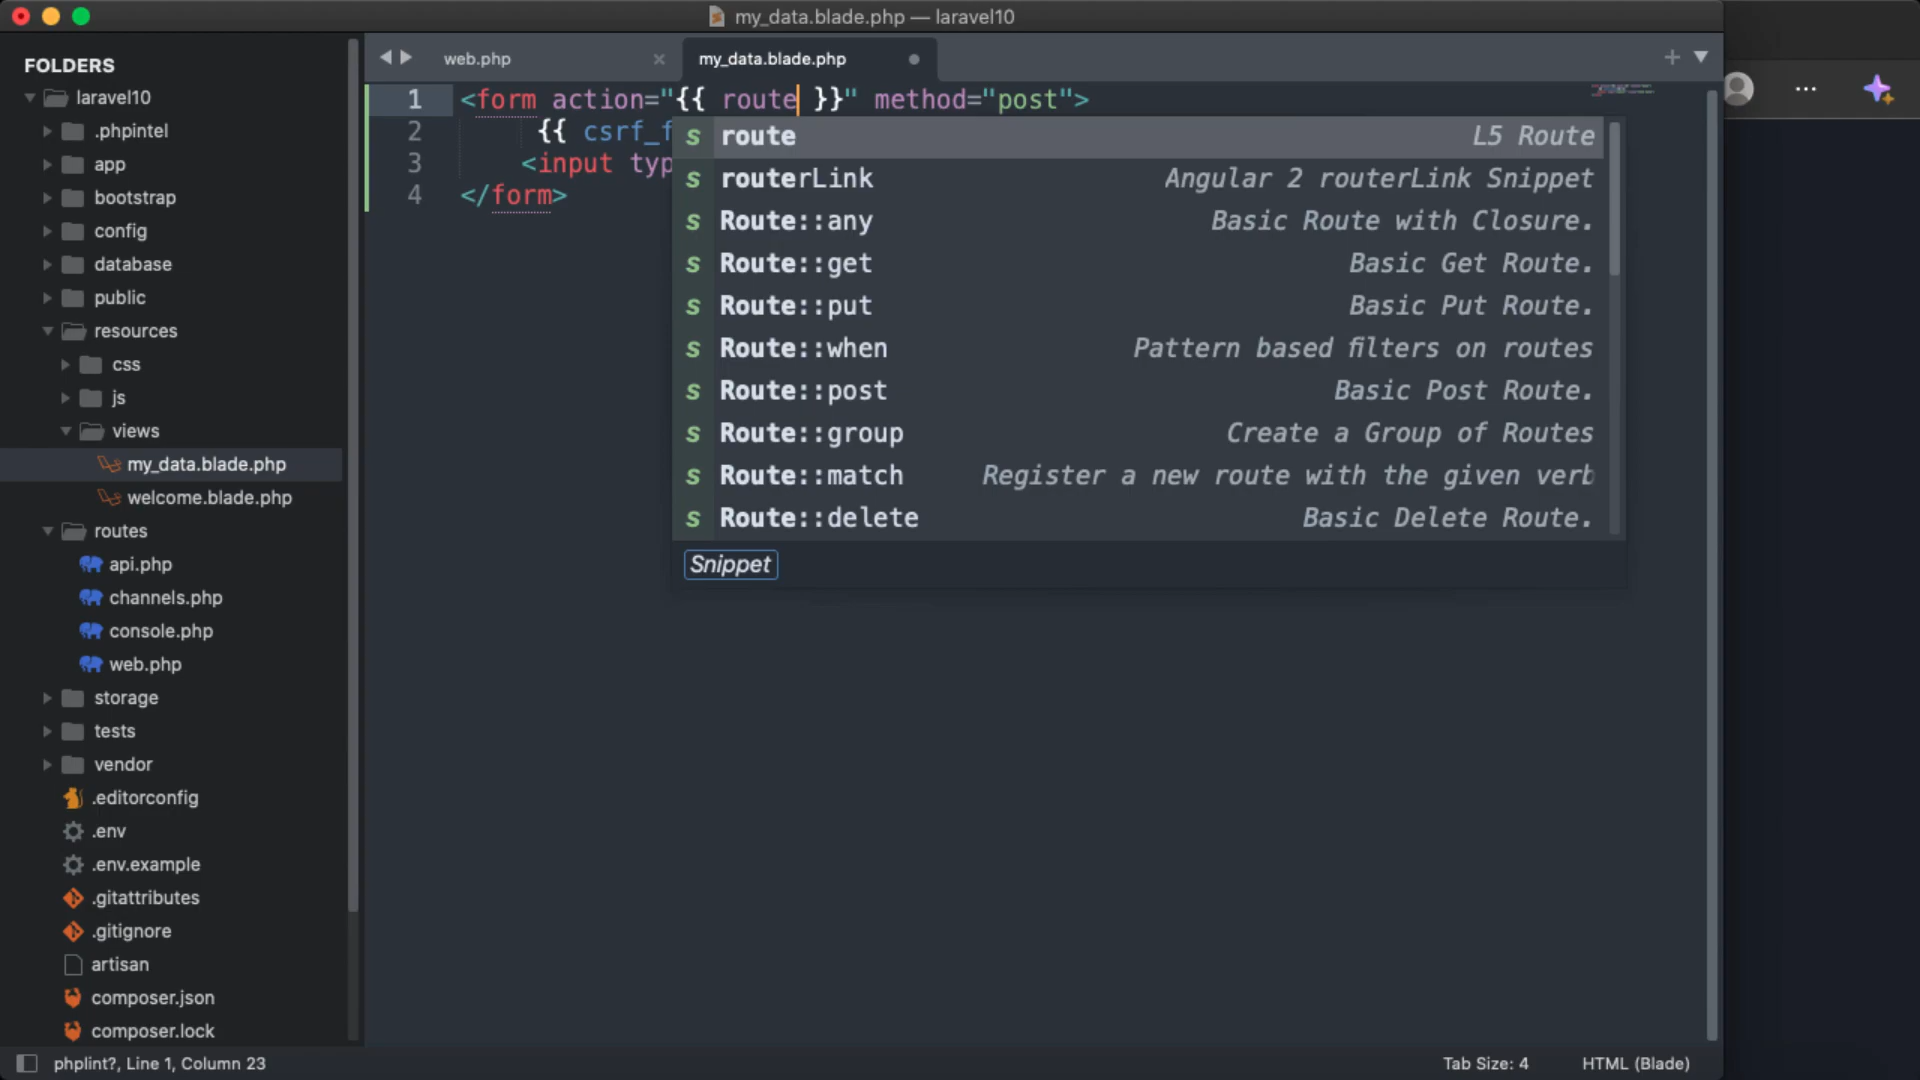 my_data.blade.php — laravel10
FOLDERS
laravel10
.phpintel
app
bootstrap
config
database
public
resources
css
js
views
my_data.blade.php
welcome.blade.php
routes
api.php
channels.php
console.php
web.php
storage
tests
vendor
.editorconfig
.env
.env.example
.gitattributes
.gitignore
artisan
composer.json
composer.lock
web.php
my_data.blade.php
1 <form action="{{ route }}" method="post">
2 {{ csrf_f
3 <input typ
4 </form>
s route L5 Route
s routerLink Angular 2 routerLink Snippet
s Route::any Basic Route with Closure.
s Route::get Basic Get Route.
s Route::put Basic Put Route.
s Route::when Pattern based filters on routes
s Route::post Basic Post Route.
s Route::group Create a Group of Routes
s Route::match Register a new route with the given verb
s Route::delete Basic Delete Route.
Snippet
phplint?, Line 1, Column 23
Tab Size: 4
HTML (Blade)